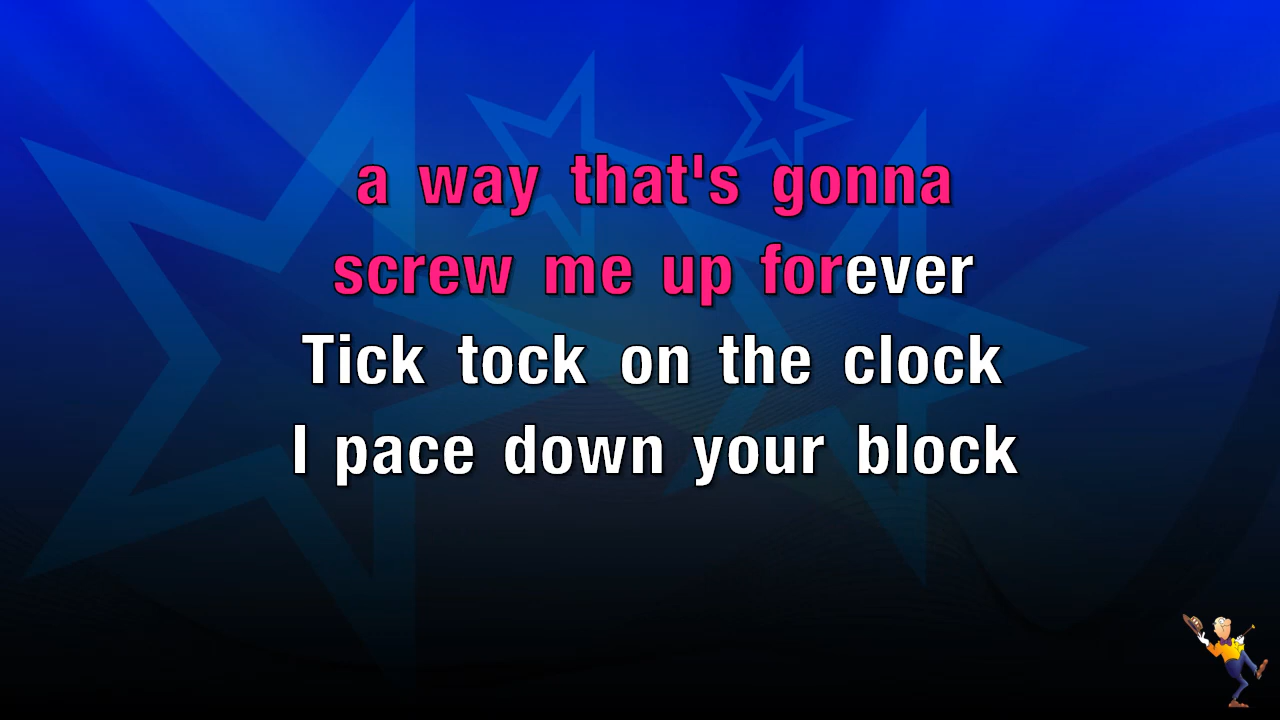 a way that's gonna
screw me up forever
Tick tock on the clock
I pace down your block